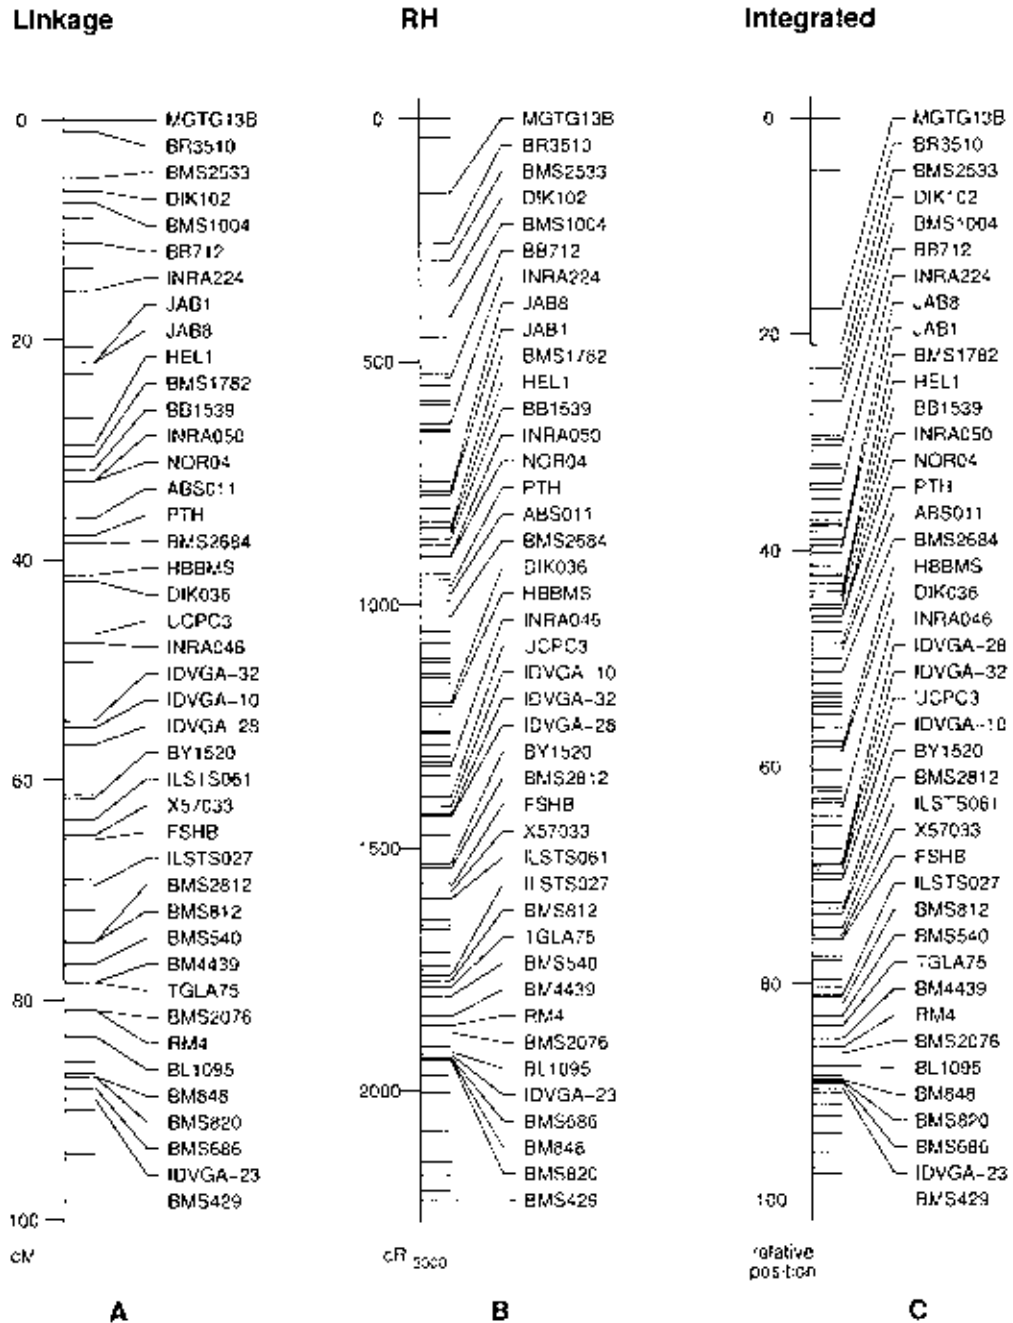 Linkage
RH
Integrated
0
20
40
60
80
100
cM
MGTG13B
BR3510
BMS2533
DIK102
BMS1004
BB712
INRA224
JAB1
JAB8
HEL1
BMS1782
BB1539
INRA050
NOR04
ABS011
PTH
BMS2684
HBBMS
DIK036
UCPC3
INRA046
IDVGA-32
IDVGA-10
IDVGA-28
BY1520
ILSTS061
X57033
FSHB
ILSTS027
BMS2812
BMS812
BMS540
BM4439
TGLA75
BMS2076
RM4
BL1095
BM848
BMS820
BMS686
IDVGA-23
BMS429
A
0
500
1000
1500
2000
MGTG13B
BR3510
BMS2533
DIK102
BMS1004
BB712
INRA224
JAB8
JAB1
BMS1782
HEL1
BB1539
INRA050
NOR04
PTH
ABS011
BMS2684
DIK036
HBBMS
INRA046
UCPC3
IDVGA-10
IDVGA-32
IDVGA-28
BY1520
BMS2812
FSHB
X57033
ILSTS061
ILSTS027
BMS812
TGLA75
BMS540
BM4439
RM4
BMS2076
BL1095
IDVGA-23
BMS686
BM848
BMS820
BMS429
B
0
20
40
60
80
100
relative
position
MGTG13B
BR3510
BMS2533
DIK102
BMS1004
BB712
INRA224
JAB8
JAB1
BMS1782
HEL1
BB1539
INRA050
NOR04
PTH
ABS011
BMS2684
HBBMS
DIK036
INRA046
IDVGA-28
IDVGA-32
UCPC3
IDVGA-10
BY1520
BMS2812
ILSTS061
X57033
FSHB
ILSTS027
BMS812
BMS540
TGLA75
BM4439
RM4
BMS2076
BL1095
BM848
BMS820
BMS686
IDVGA-23
BMS429
C